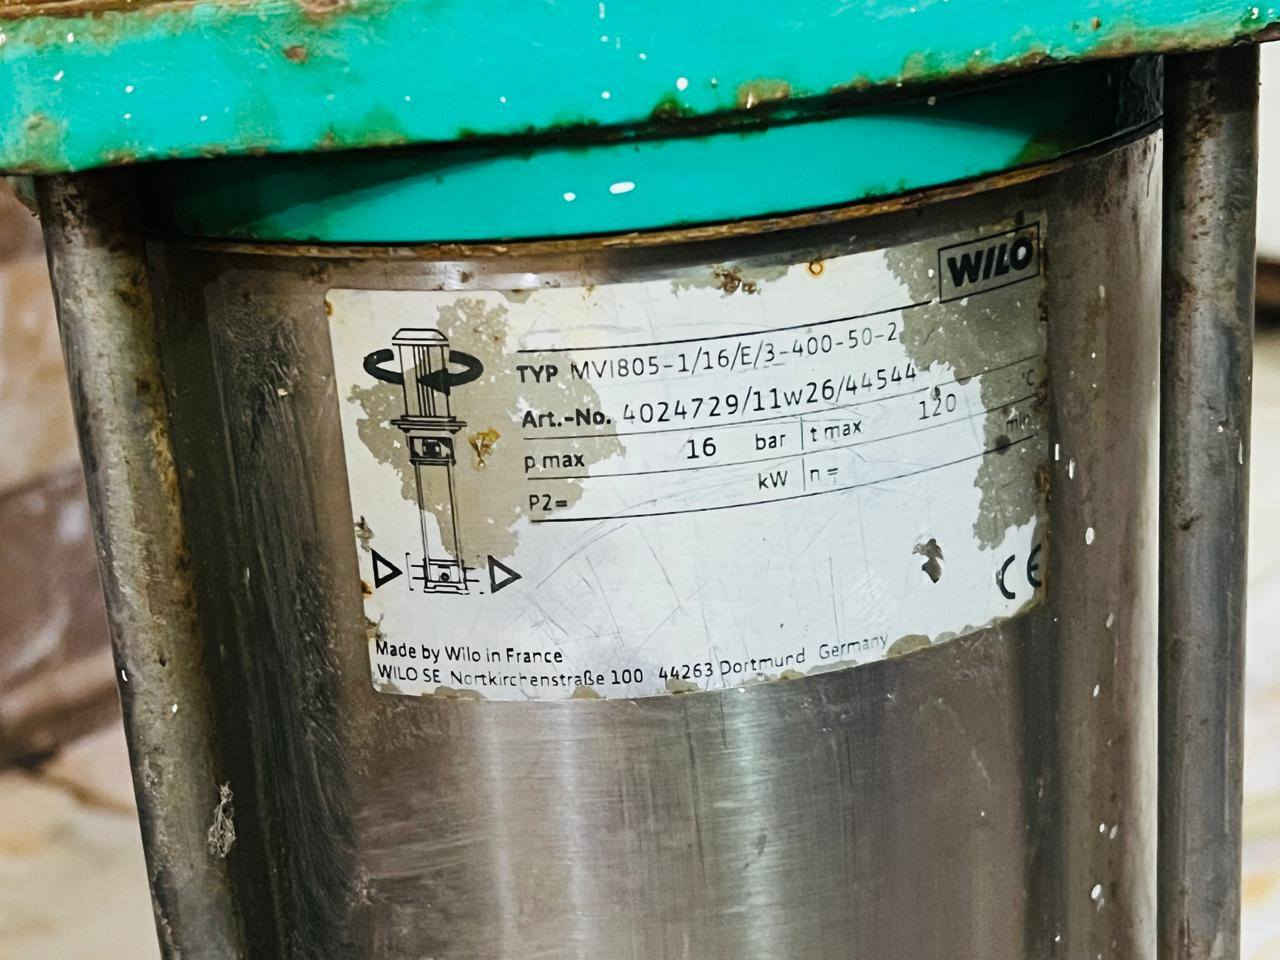 WILO
TYP MVI805-1/16/E/3-400-50-2
Art.-No. 4024729/11w26/44544
p max 16 bar t max 120 °C
P2= kW n = min
CE
Made by Wilo in France
WILO SE Nortkirchenstraße 100 44263 Dortmund Germany